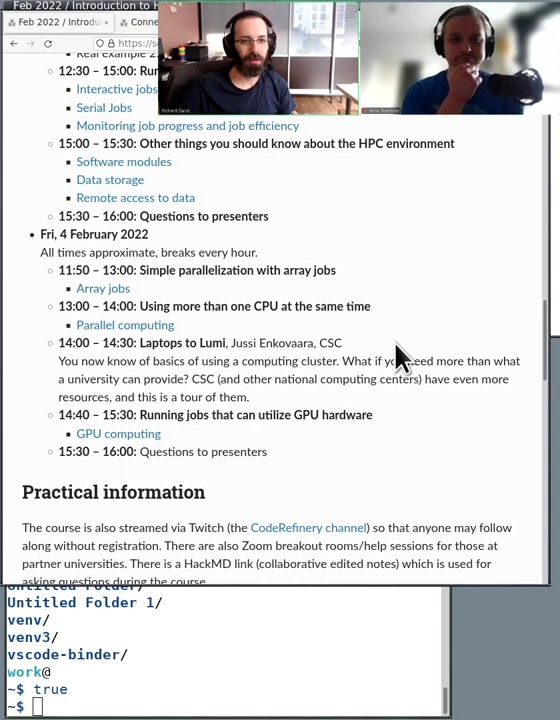 Feb 2022 / Introduction to H
Feb 2022 / Introdu
Conne
https://s
Real example 2
12:30 – 15:00: Run
Interactive jobs
Serial Jobs
Monitoring job progress and job efficiency
15:00 – 15:30: Other things you should know about the HPC environment
Software modules
Data storage
Remote access to data
15:30 – 16:00: Questions to presenters
Fri, 4 February 2022
All times approximate, breaks every hour.
11:50 – 13:00: Simple parallelization with array jobs
Array jobs
13:00 – 14:00: Using more than one CPU at the same time
Parallel computing
14:00 – 14:30: Laptops to Lumi, Jussi Enkovaara, CSC
You now know of basics of using a computing cluster. What if you need more than what
a university can provide? CSC (and other national computing centers) have even more
resources, and this is a tour of them.
14:40 – 15:30: Running jobs that can utilize GPU hardware
GPU computing
15:30 – 16:00: Questions to presenters
Practical information
The course is also streamed via Twitch (the CodeRefinery channel) so that anyone may follow
along without registration. There are also Zoom breakout rooms/help sessions for those at
partner universities. There is a HackMD link (collaborative edited notes) which is used for
asking questions during the course.
Untitled Folder/
Untitled Folder 1/
venv/
venv3/
vscode-binder/
work@
~$ true
~$